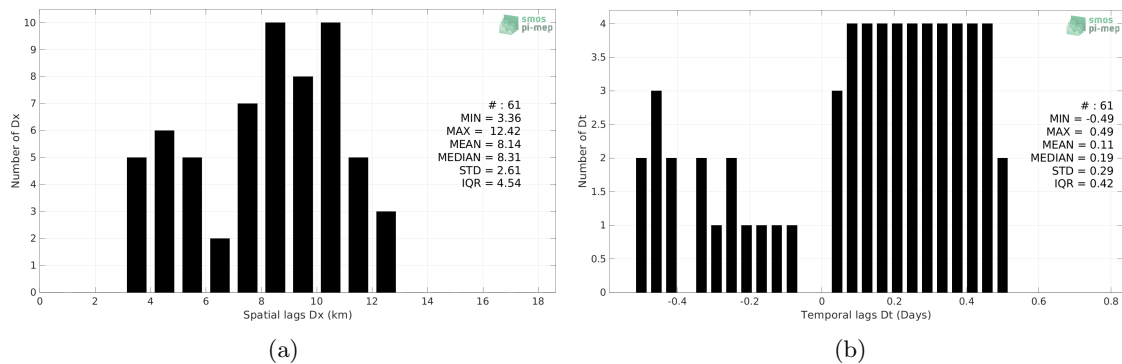 smos
pi-mep
10
9
8
7
6
5
4
3
2
1
0
Number of Dx
# : 61
MIN = 3.36
MAX = 12.42
MEAN = 8.14
MEDIAN = 8.31
STD = 2.61
IQR = 4.54
0 2 4 6 8 10 12 14 16 18
Spatial lags Dx (km)
(a)
smos
pi-mep
4
3.5
3
2.5
2
1.5
1
0.5
0
Number of Dt
# : 61
MIN = -0.49
MAX = 0.49
MEAN = 0.11
MEDIAN = 0.19
STD = 0.29
IQR = 0.42
-0.4 -0.2 0 0.2 0.4 0.6 0.8
Temporal lags Dt (Days)
(b)